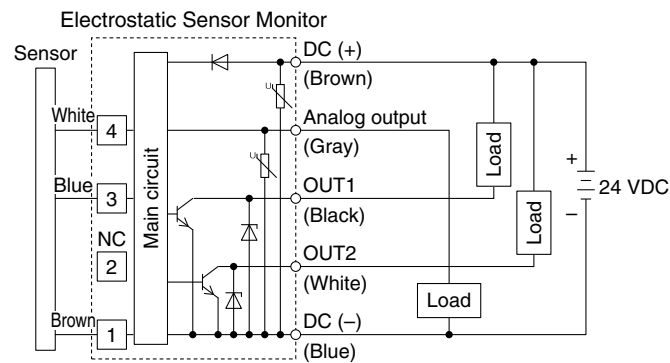 Electrostatic Sensor Monitor
Sensor
DC (+)
(Brown)
White
4
Analog output
(Gray)
Blue
3
OUT1
(Black)
NC
2
OUT2
(White)
Brown
1
DC (–)
(Blue)
Main circuit
U
U
Load
Load
Load
+
24 VDC
–